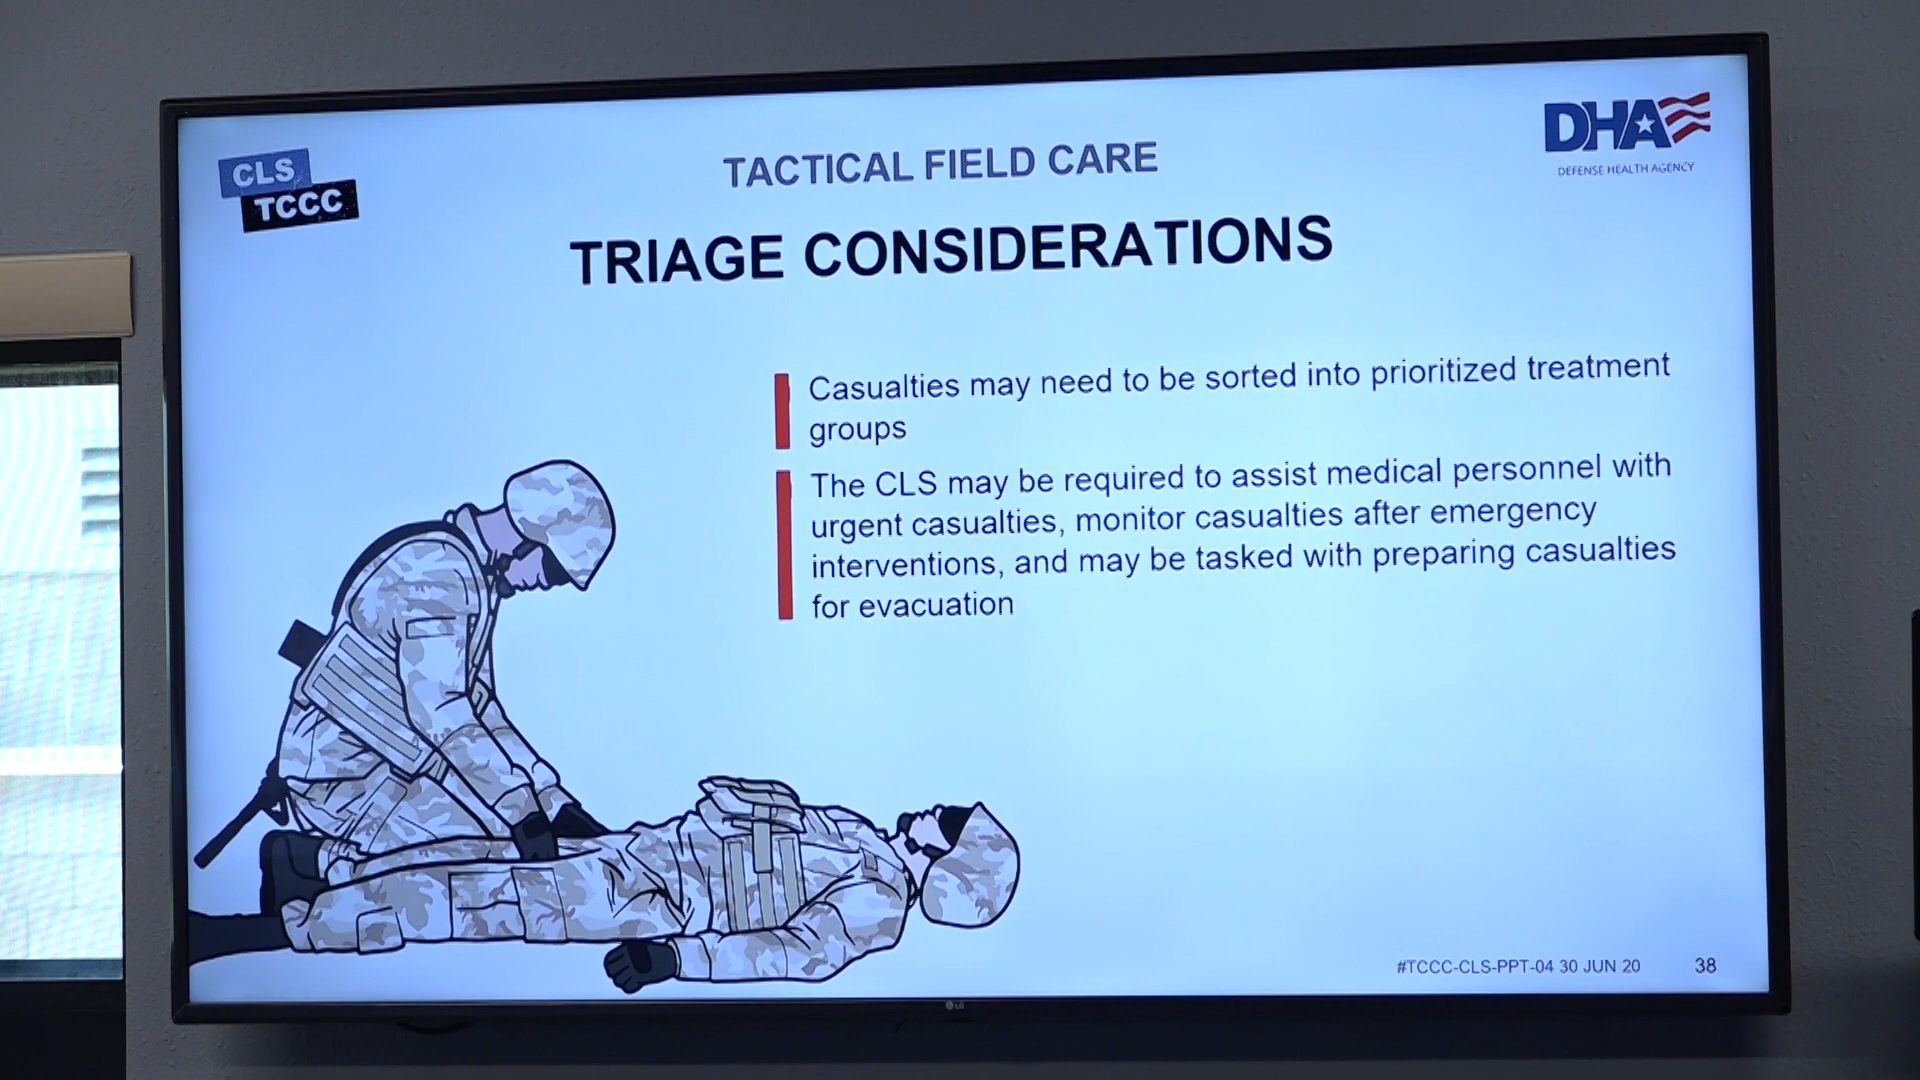 CLS
TCCC
TACTICAL FIELD CARE
DHA
DEFENSE HEALTH AGENCY
TRIAGE CONSIDERATIONS
Casualties may need to be sorted into prioritized treatment
groups
The CLS may be required to assist medical personnel with
urgent casualties, monitor casualties after emergency
interventions, and may be tasked with preparing casualties
for evacuation
#TCCC-CLS-PPT-04 30 JUN 20 38
LG